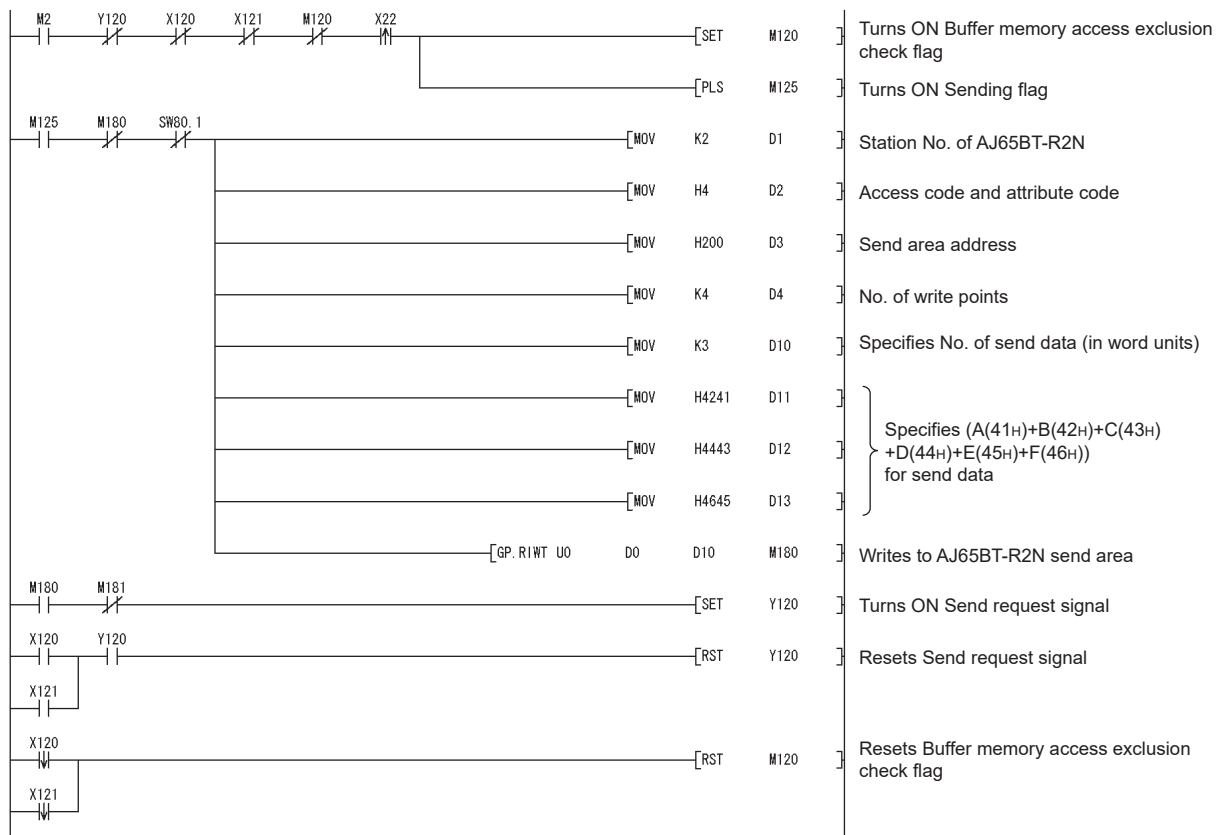 M2 Y120 X120 X121 M120 X22
[SET M120 ] Turns ON Buffer memory access exclusion
check flag
[PLS M125 ] Turns ON Sending flag
M125 M180 SW80.1
[MOV K2 D1 ] Station No. of AJ65BT-R2N
[MOV H4 D2 ] Access code and attribute code
[MOV H200 D3 ] Send area address
[MOV K4 D4 ] No. of write points
[MOV K3 D10 ] Specifies No. of send data (in word units)
[MOV H4241 D11 ]
[MOV H4443 D12 ]
[MOV H4645 D13 ]
Specifies (A(41H)+B(42H)+C(43H)
+D(44H)+E(45H)+F(46H))
for send data
[GP.RIWT U0 D0 D10 M180 ] Writes to AJ65BT-R2N send area
M180 M181
[SET Y120 ] Turns ON Send request signal
X120 Y120
[RST Y120 ] Resets Send request signal
X121
X120
[RST M120 ] Resets Buffer memory access exclusion
check flag
X121